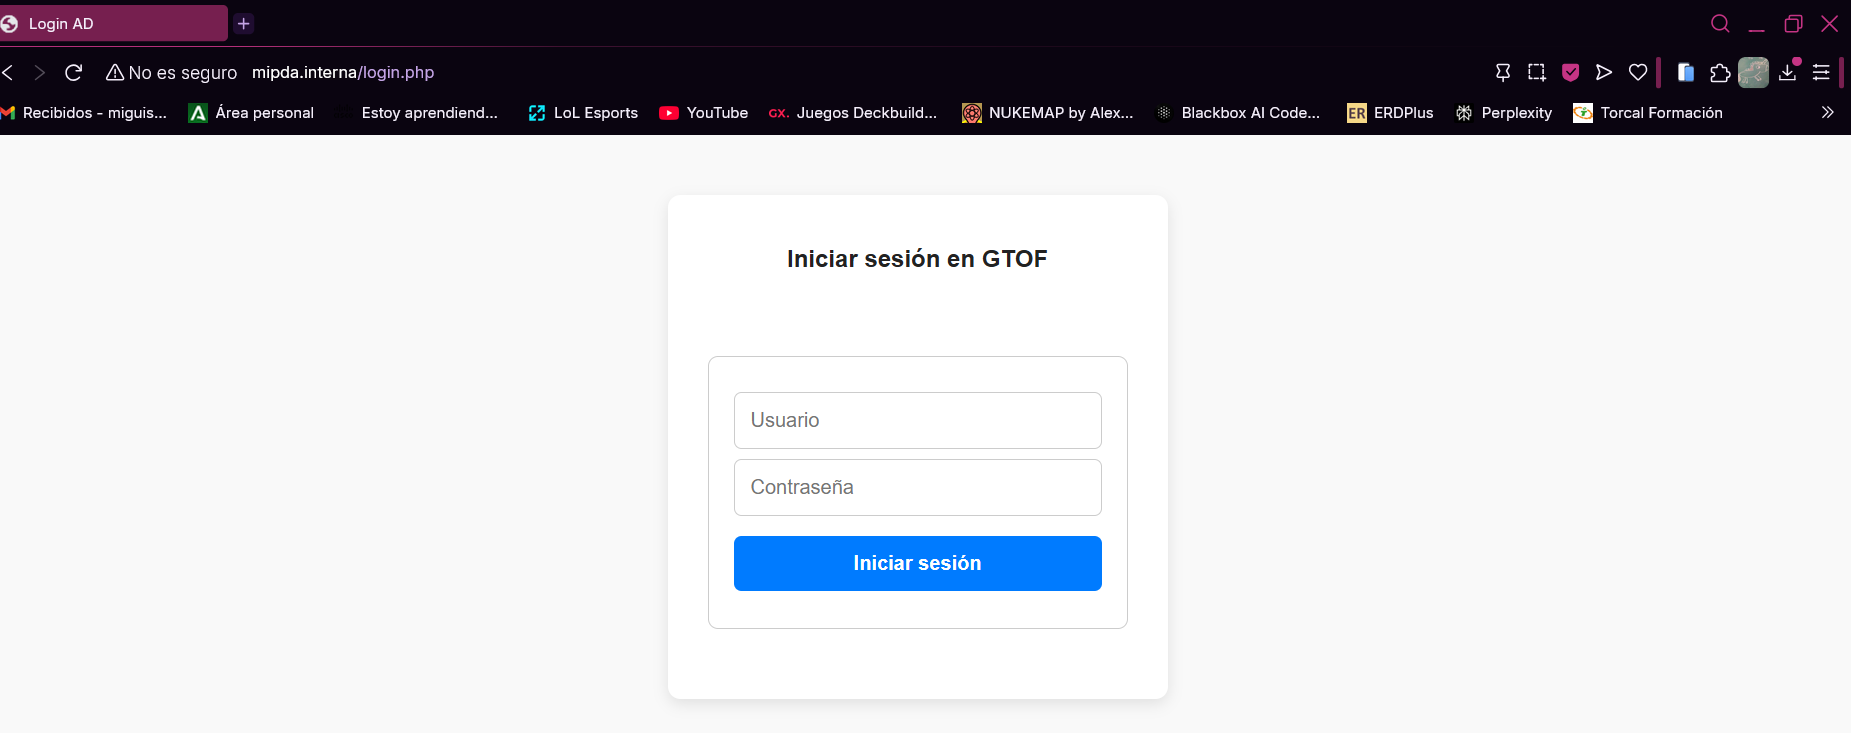 Login AD
No es seguro mipda.interna/login.php
Recibidos - miguis... Área personal Estoy aprendiend... LoL Esports YouTube GX. Juegos Deckbuild... NUKEMAP by Alex... Blackbox AI Code... ER ERDPlus Perplexity Torcal Formación
Iniciar sesión en GTOF
Usuario
Contraseña
Iniciar sesión